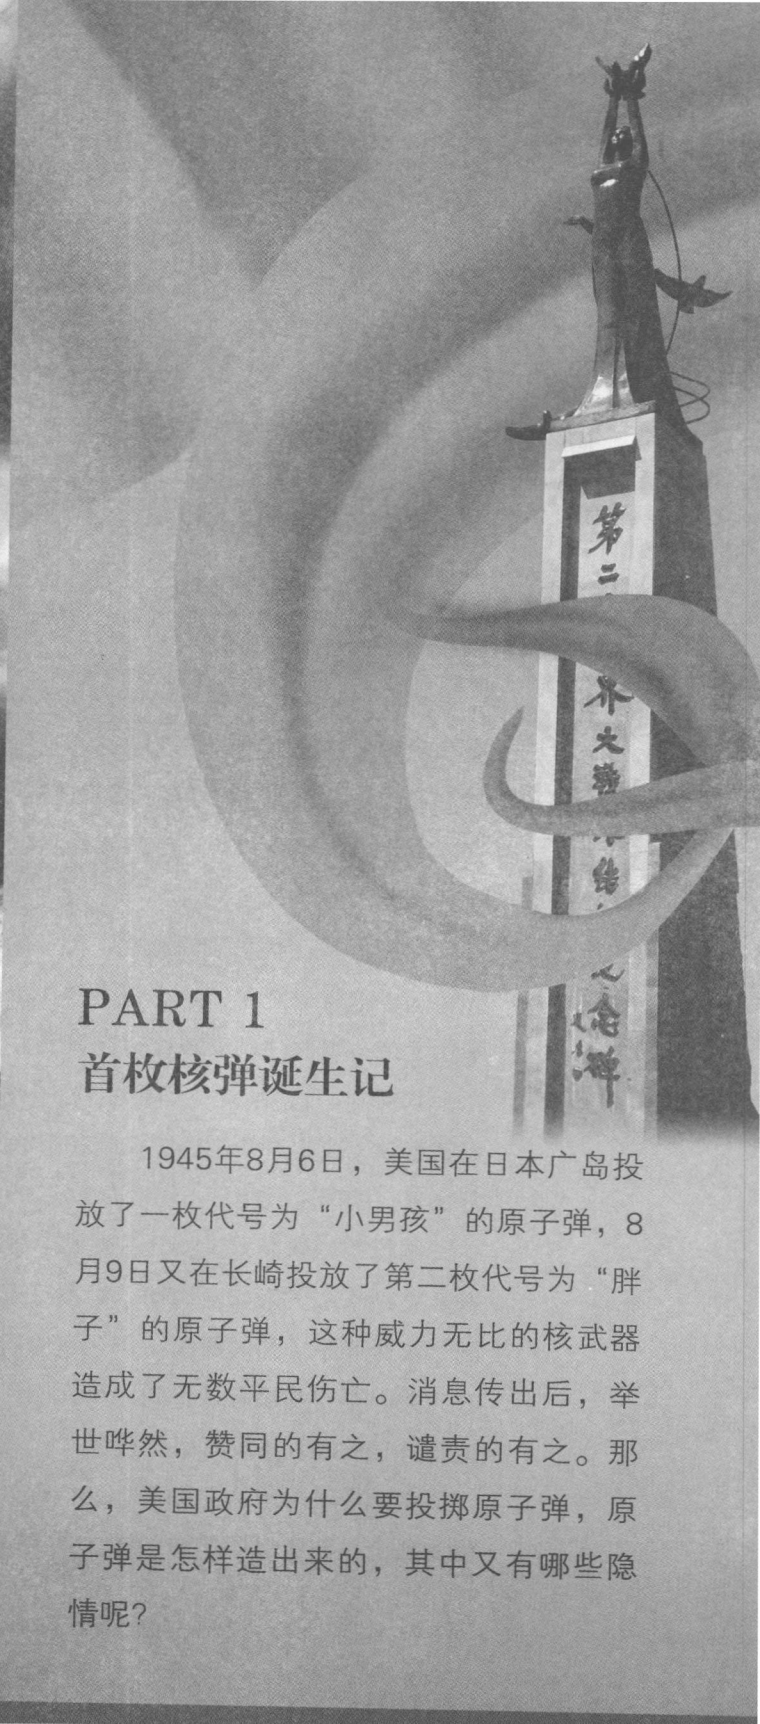 第二
界大
结
念碑
PART 1
首枚核弹诞生记
1945年8月6日，美国在日本广岛投
放了一枚代号为“小男孩”的原子弹，8
月9日又在长崎投放了第二枚代号为“胖
子”的原子弹，这种威力无比的核武器
造成了无数平民伤亡。消息传出后，举
世哗然，赞同的有之，谴责的有之。那
么，美国政府为什么要投掷原子弹，原
子弹是怎样造出来的，其中又有哪些隐
情呢？